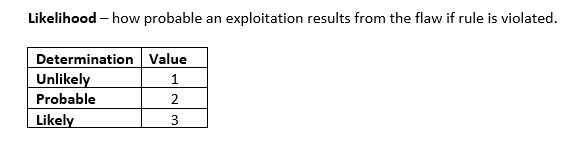 Likelihood – how probable an exploitation results from the flaw if rule is violated.
Determination Value
Unlikely 1
Probable 2
Likely 3